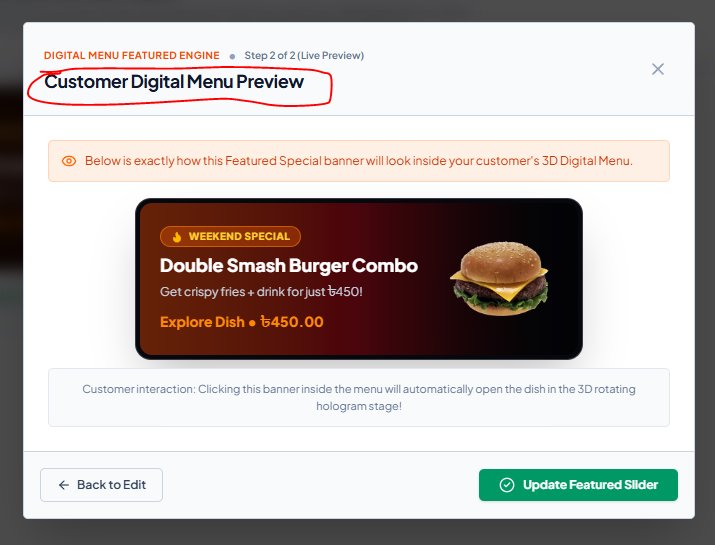 DIGITAL MENU FEATURED ENGINE • Step 2 of 2 (Live Preview)
Customer Digital Menu Preview
Below is exactly how this Featured Special banner will look inside your customer's 3D Digital Menu.
WEEKEND SPECIAL
Double Smash Burger Combo
Get crispy fries + drink for just ৳450!
Explore Dish • ৳450.00
Customer interaction: Clicking this banner inside the menu will automatically open the dish in the 3D rotating
hologram stage!
Back to Edit
Update Featured Slider